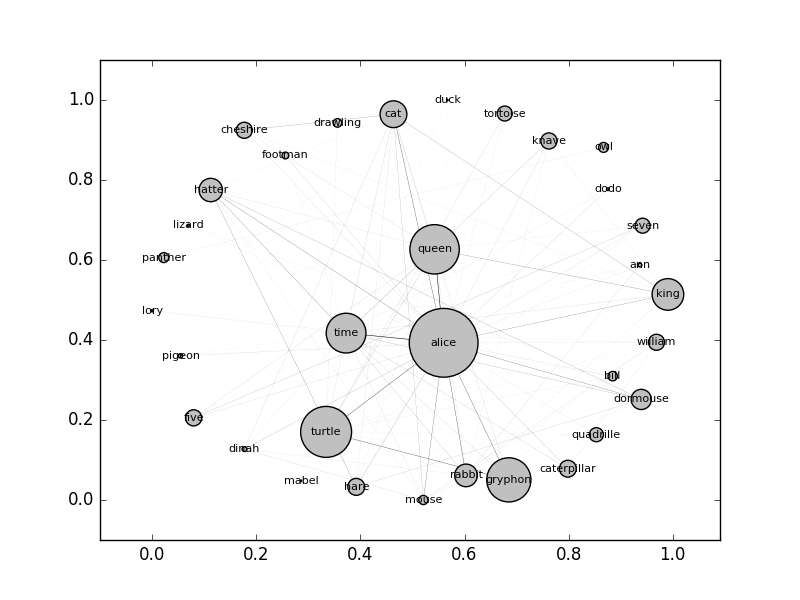 1.0
0.8
0.6
0.4
0.2
0.0
0.0
0.2
0.4
0.6
0.8
1.0
duck
cat
tortoise
drawling
cheshire
knave
owl
footman
hatter
dodo
lizard
seven
queen
panther
ann
king
lory
time
alice
william
pigeon
bill
dormouse
five
turtle
quadrille
dinah
caterpillar
rabbit
gryphon
mabel
hare
mouse